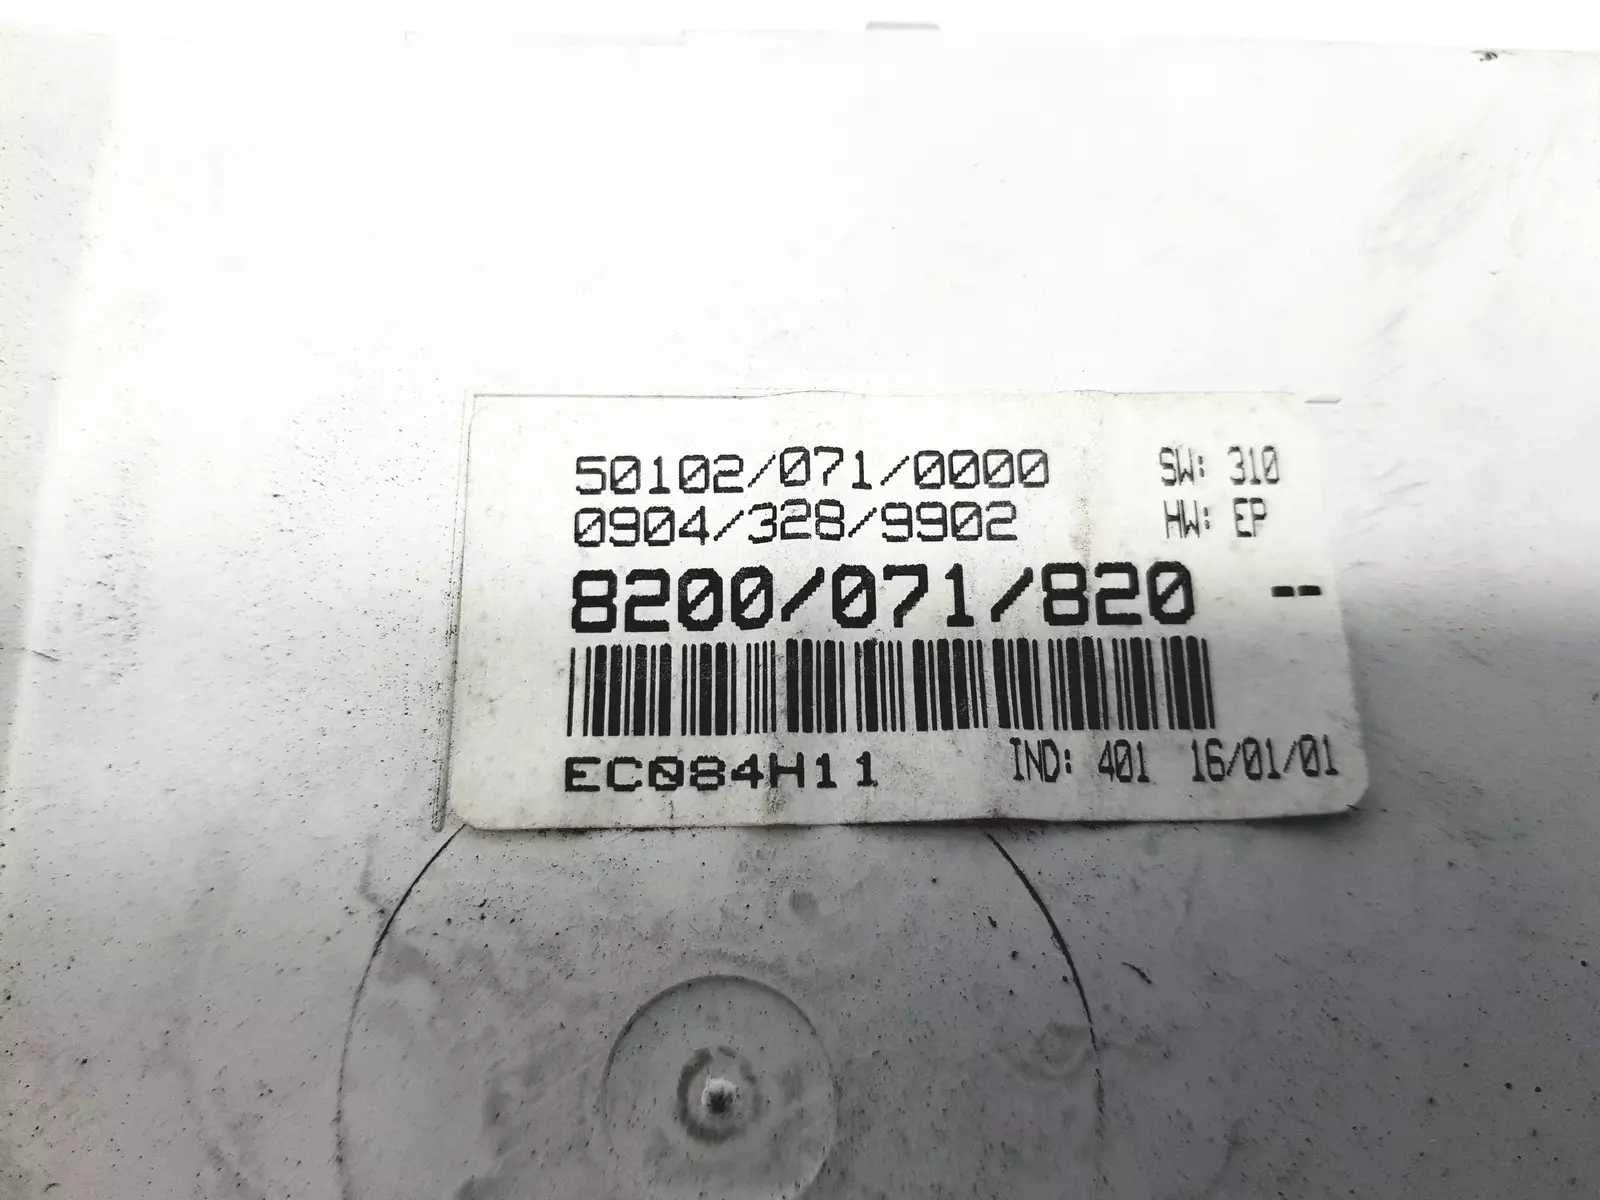 50102/071/0000 SW: 310
0904/328/9902 HW: EP
8200/071/820 --
EC084H11 IND: 401 16/01/01